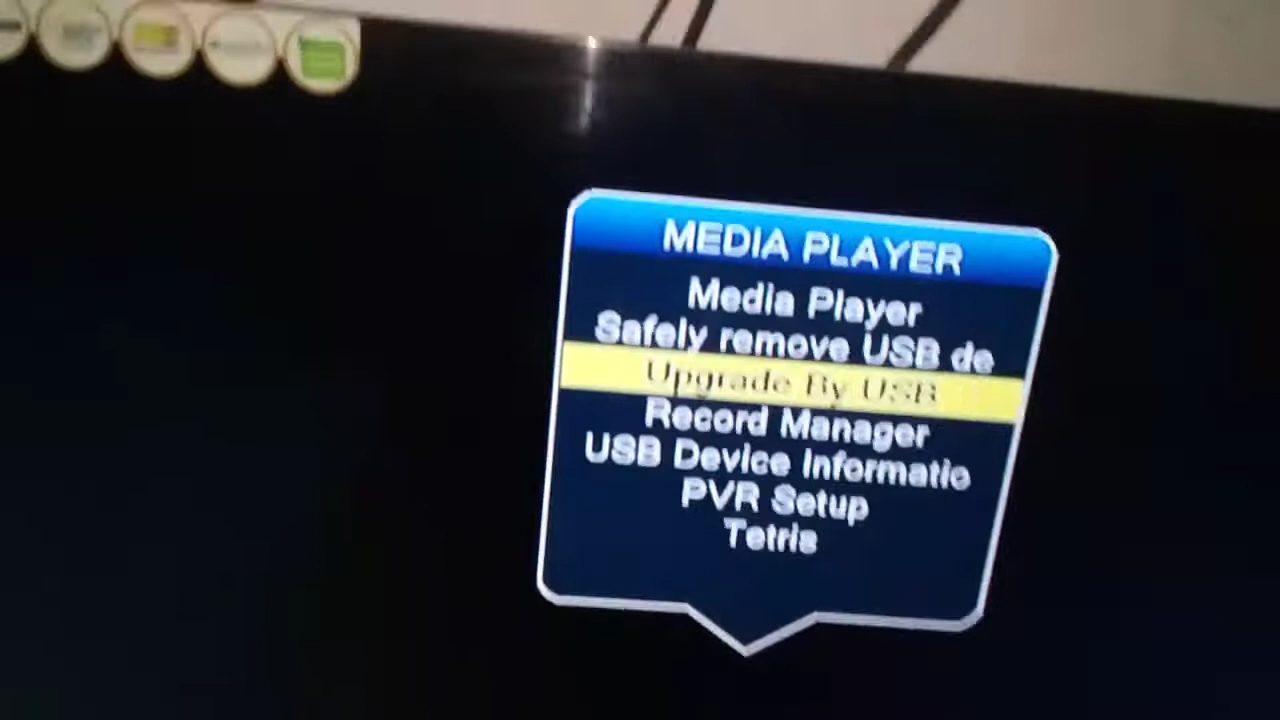 MEDIA PLAYER
Media Player
Safely remove USB de
Upgrade By USB
Record Manager
USB Device Informatio
PVR Setup
Tetris